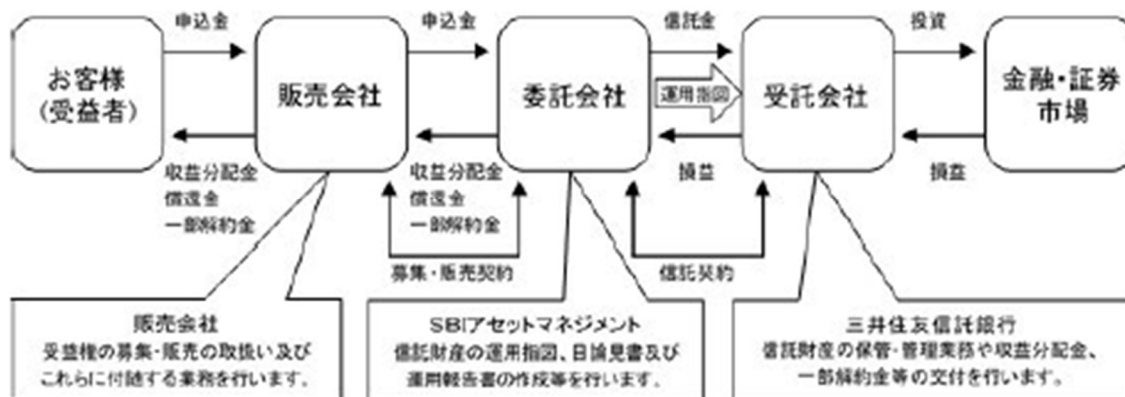 申込金
申込金
信託金
投資
お客様
(受益者)
販売会社
委託会社
運用指図
受託会社
金融・証券
市場
収益分配金
償還金
一部解約金
収益分配金
償還金
一部解約金
損益
損益
募集・販売契約
信託契約
販売会社
受益権の募集・販売の取扱い及び
これらに付随する業務を行います。
SBIアセットマネジメント
信託財産の運用指図、目論見書及び
運用報告書の作成等を行います。
三井住友信託銀行
信託財産の保管・管理業務や収益分配金、
一部解約金等の交付を行います。